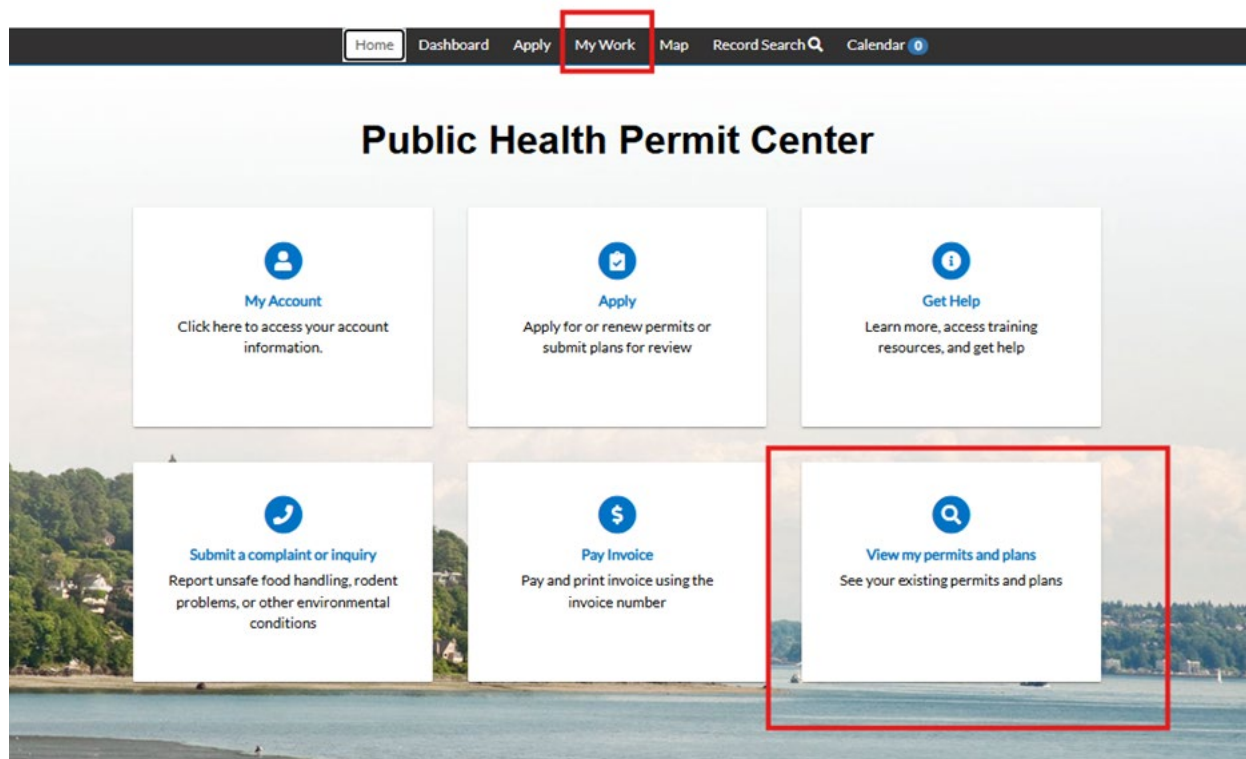 Home Dashboard Apply My Work Map Record Search Calendar 0
Public Health Permit Center
My Account
Click here to access your account
information.
Apply
Apply for or renew permits or
submit plans for review
Get Help
Learn more, access training
resources, and get help
Submit a complaint or inquiry
Report unsafe food handling, rodent
problems, or other environmental
conditions
Pay Invoice
Pay and print invoice using the
invoice number
View my permits and plans
See your existing permits and plans